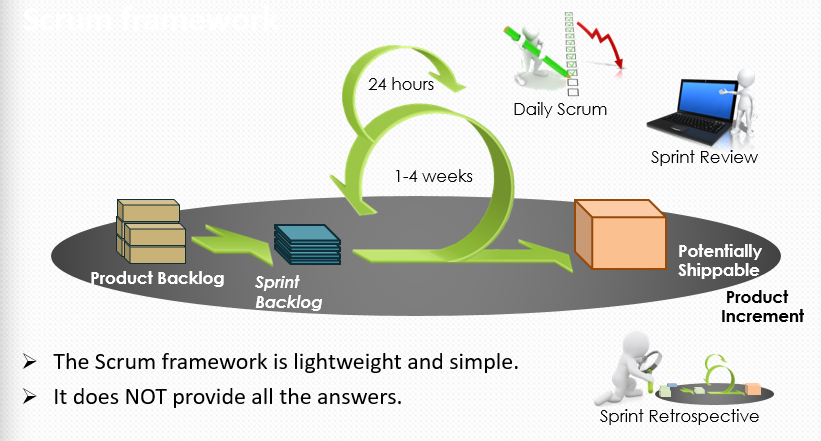 Scrum framework
24 hours
Daily Scrum
Sprint Review
1-4 weeks
Product Backlog
Sprint
Backlog
Potentially
Shippable
Product
Increment
➢ The Scrum framework is lightweight and simple.
➢ It does NOT provide all the answers.
Sprint Retrospective